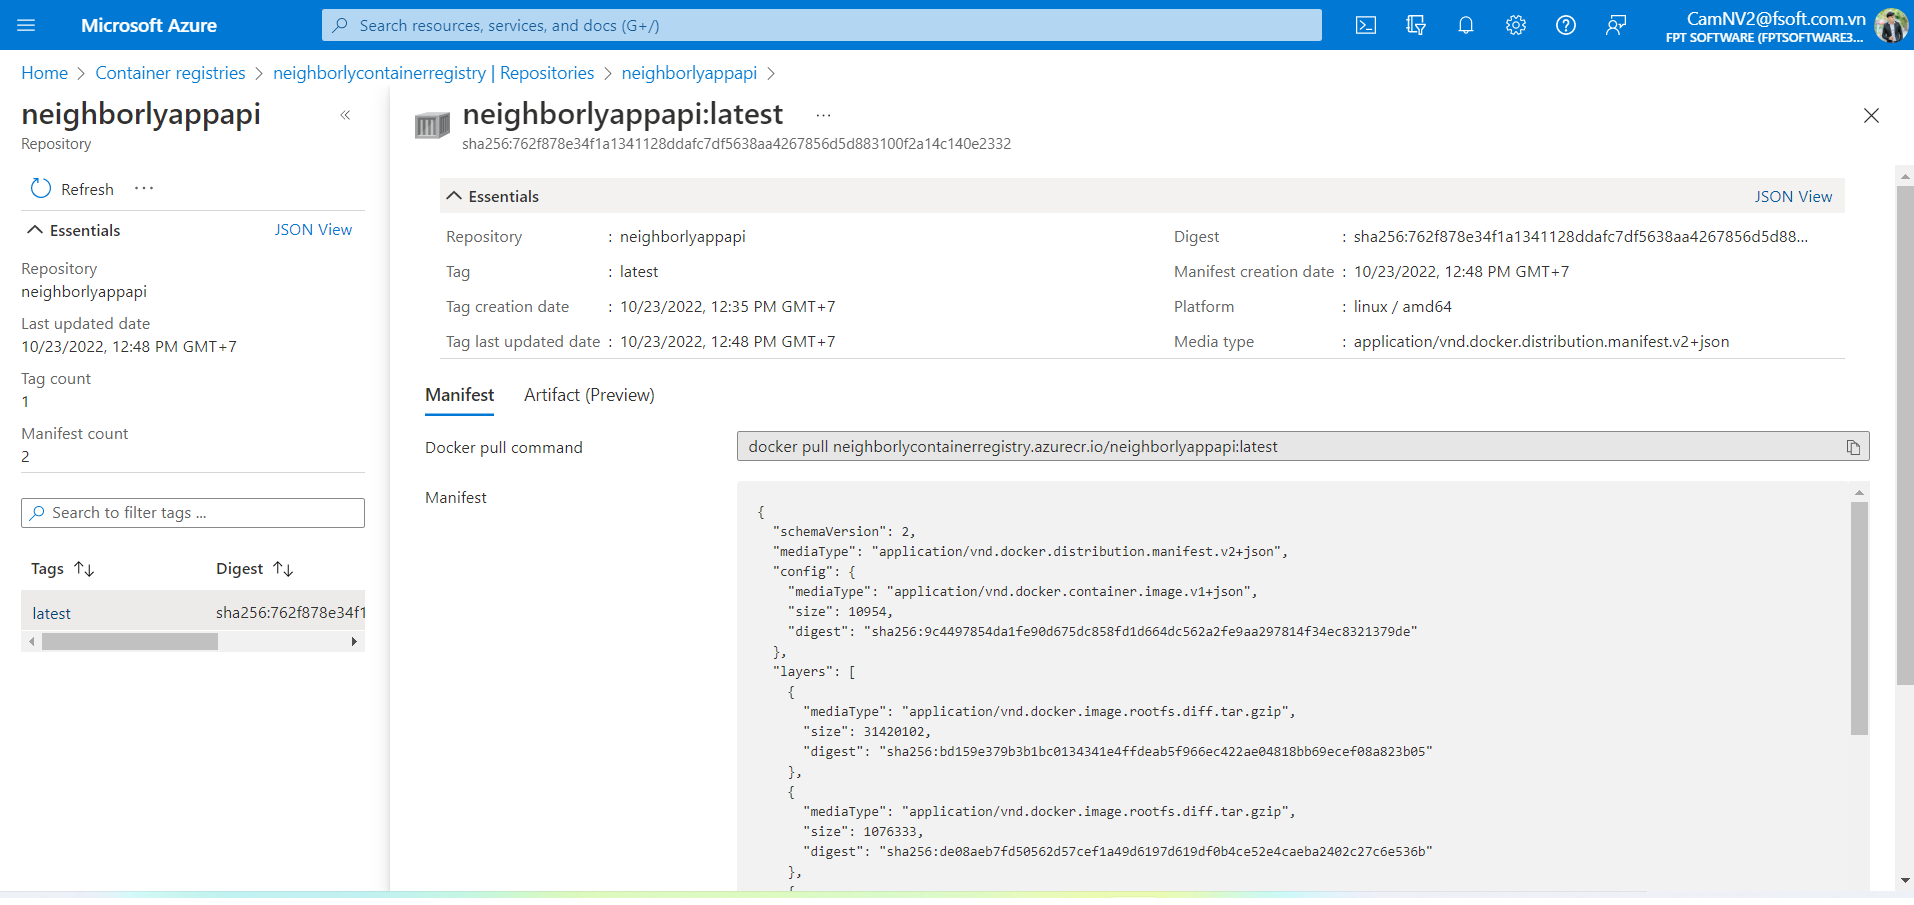 Microsoft Azure
Search resources, services, and docs (G+/)
CamNV2@fsoft.com.vn
FPT SOFTWARE (FPTSOFTWARE3...
Home > Container registries > neighborlycontainerregistry | Repositories > neighborlyappapi >
neighborlyappapi
«
Repository
Refresh ...
Essentials JSON View
Repository
neighborlyappapi
Last updated date
10/23/2022, 12:48 PM GMT+7
Tag count
1
Manifest count
2
Search to filter tags ...
Tags Digest
latest sha256:762f878e34f1
neighborlyappapi:latest ...
sha256:762f878e34f1a1341128ddafc7df5638aa4267856d5d883100f2a14c140e2332
Essentials JSON View
Repository : neighborlyappapi
Tag : latest
Tag creation date : 10/23/2022, 12:35 PM GMT+7
Tag last updated date : 10/23/2022, 12:48 PM GMT+7
Digest : sha256:762f878e34f1a1341128ddafc7df5638aa4267856d5d88...
Manifest creation date : 10/23/2022, 12:48 PM GMT+7
Platform : linux / amd64
Media type : application/vnd.docker.distribution.manifest.v2+json
Manifest Artifact (Preview)
Docker pull command docker pull neighborlycontainerregistry.azurecr.io/neighborlyappapi:latest
Manifest
{
"schemaVersion": 2,
"mediaType": "application/vnd.docker.distribution.manifest.v2+json",
"config": {
"mediaType": "application/vnd.docker.container.image.v1+json",
"size": 10954,
"digest": "sha256:9c4497854da1fe90d675dc858fd1d664dc562a2fe9aa297814f34ec8321379de"
},
"layers": [
{
"mediaType": "application/vnd.docker.image.rootfs.diff.tar.gzip",
"size": 31420102,
"digest": "sha256:bd159e379b3b1bc0134341e4ffdeab5f966ec422ae04818bb69ecef08a823b05"
},
{
"mediaType": "application/vnd.docker.image.rootfs.diff.tar.gzip",
"size": 1076333,
"digest": "sha256:de08aeb7fd50562d57cef1a49d6197d619df0b4ce52e4caeba2402c27c6e536b"
},
{